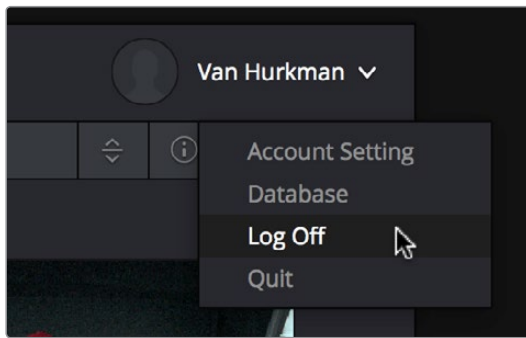 Van Hurkman
Account Setting
Database
Log Off
Quit